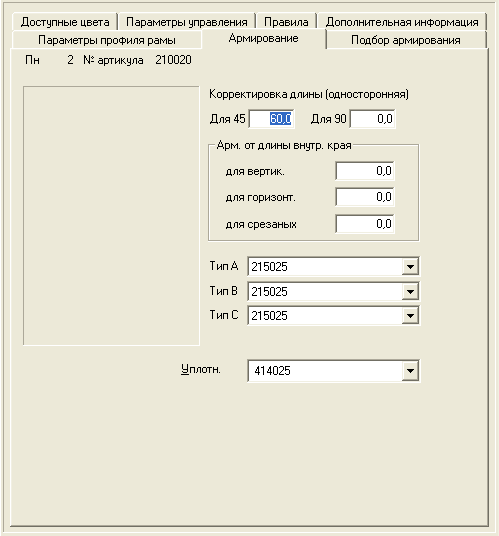 Доступные цвета Параметры управления Правила Дополнительная информация
Параметры профиля рамы Армирование Подбор армирования
Пн 2 № артикула 210020
Корректировка длины (односторонняя)
Для 45 60,0 Для 90 0,0
Арм. от длины внутр. края
для вертик. 0,0
для горизонт. 0,0
для срезаных 0,0
Тип A 215025
Тип B 215025
Тип C 215025
Уплотн. 414025